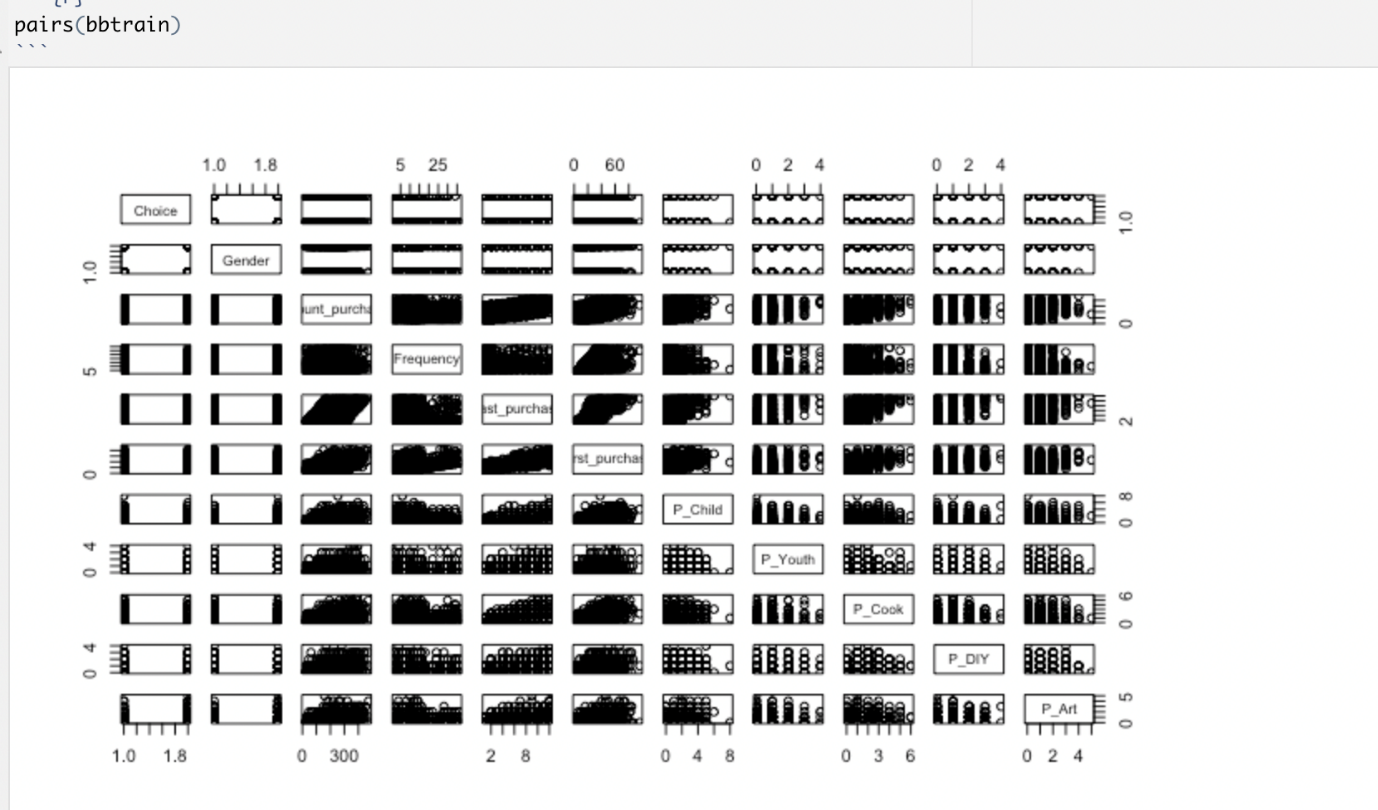 pairs(bbtrain)
```
1.0 1.8 5 25 0 60 0 2 4 0 2 4
Choice 1.0
1.0 Gender
ount_purcha 0
5 Frequency
ast_purchas 2
0 rst_purchas
P_Child 0 8
0 4 P_Youth
P_Cook 0 6
0 4 P_DIY
P_Art 0 5
1.0 1.8 0 300 2 8 0 4 8 0 3 6 0 2 4